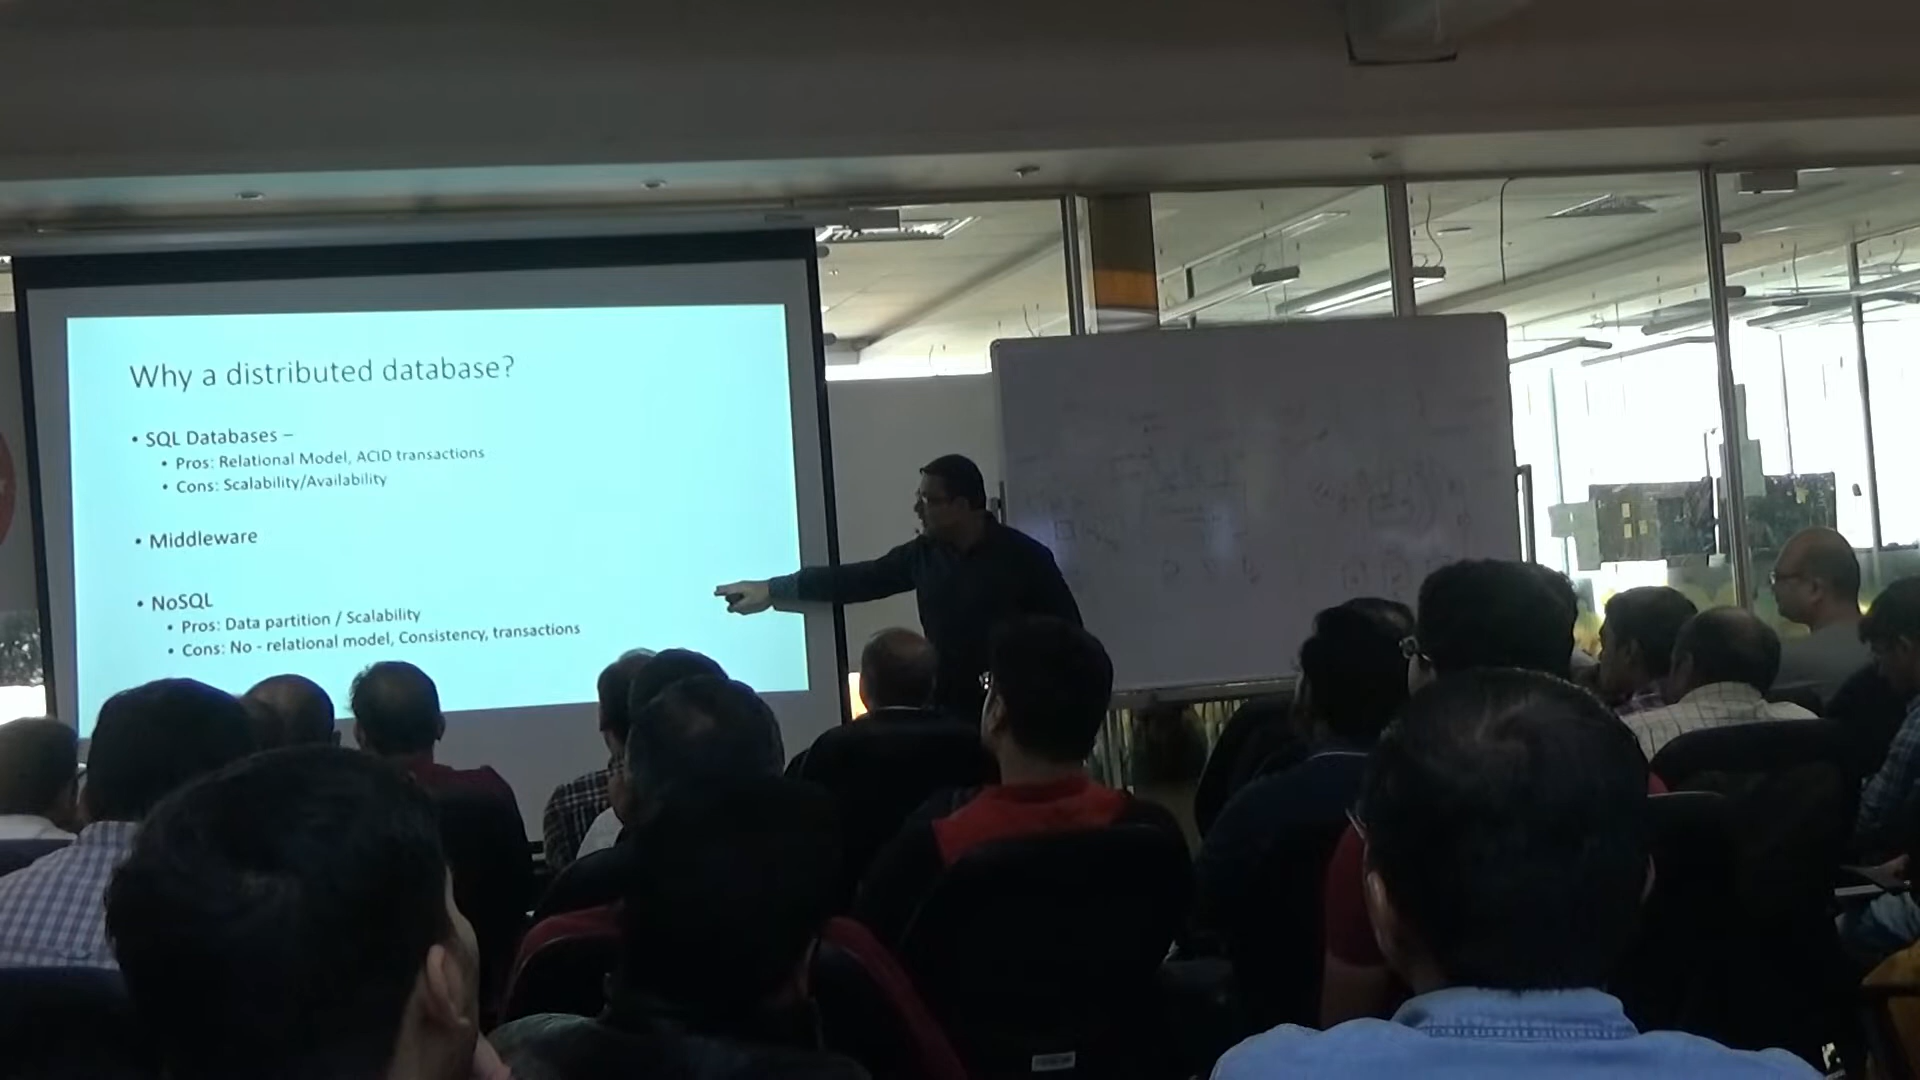 Why a distributed database?
• SQL Databases –
• Pros: Relational Model, ACID transactions
• Cons: Scalability/Availability
• Middleware
• NoSQL
• Pros: Data partition / Scalability
• Cons: No - relational model, Consistency, transactions